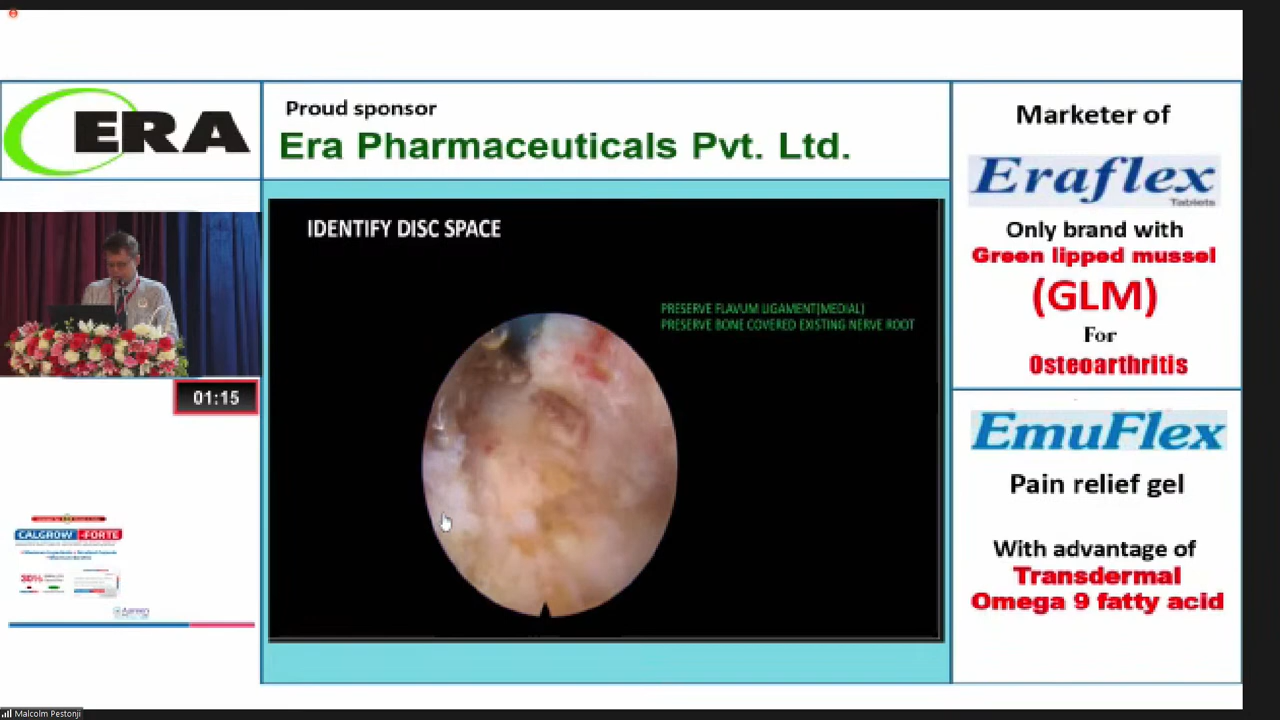 ERA
Proud sponsor
Era Pharmaceuticals Pvt. Ltd.
IDENTIFY DISC SPACE
PRESERVE FLAVUM LIGAMENT(MEDIAL)
PRESERVE BONE COVERED EXISTING NERVE ROOT
01:15
CALGROW -FORTE
30%
Marketer of
Eraflex
Tablets
Only brand with
Green lipped mussel
(GLM)
For
Osteoarthritis
EmuFlex
Pain relief gel
With advantage of
Transdermal
Omega 9 fatty acid
Malcolm Pestonji